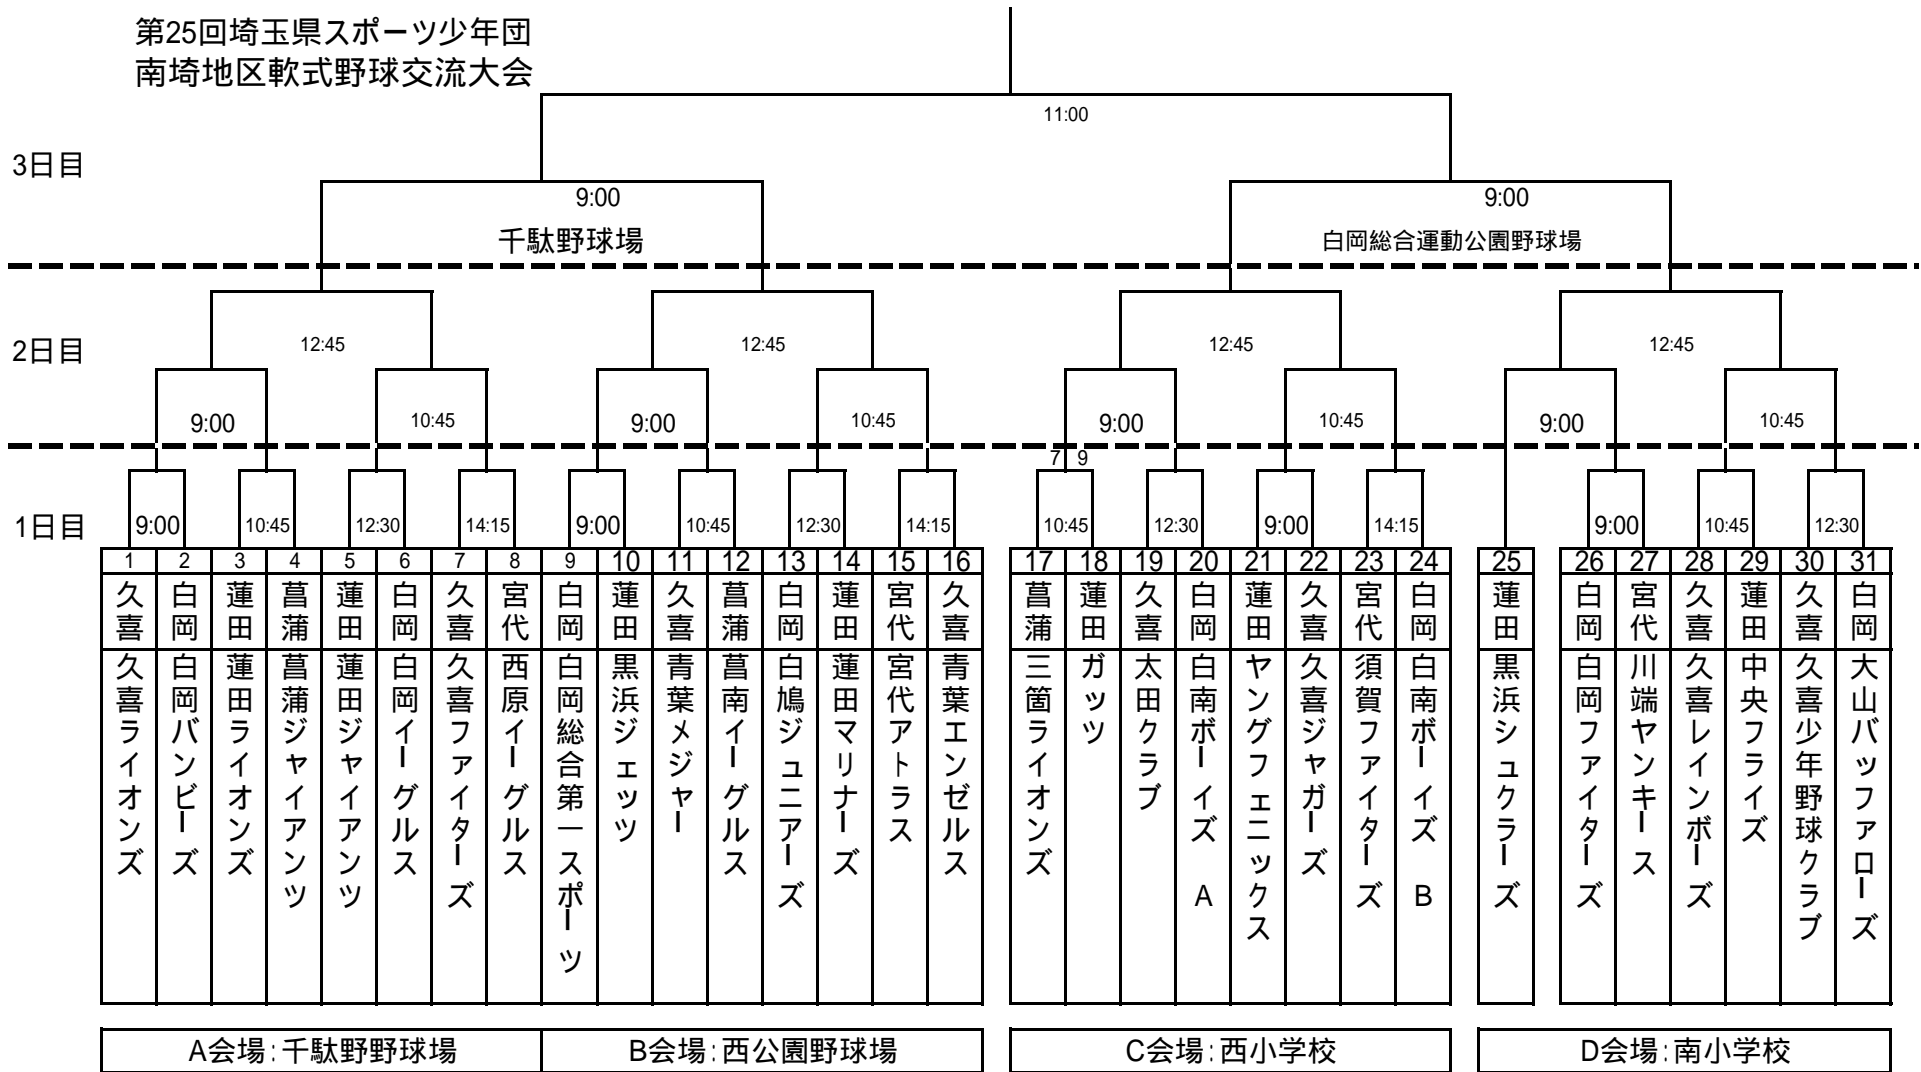 第25回埼玉県スポーツ少年団
南埼地区軟式野球交流大会
11:00
3日目
9:00
9:00
千駄野球場
白岡総合運動公園野球場
2日目
12:45
12:45
12:45
12:45
9:00
10:45
9:00
10:45
9:00
10:45
9:00
10:45
7 9
1日目
9:00
10:45
12:30
14:15
9:00
10:45
12:30
14:15
10:45
12:30
9:00
14:15
9:00
10:45
12:30
1
久喜
久喜ライオンズ
2
白岡
白岡バンビーズ
3
蓮田
蓮田ライオンズ
4
菖蒲
菖蒲ジャイアンツ
5
蓮田
蓮田ジャイアンツ
6
白岡
白岡イーグルス
7
久喜
久喜ファイターズ
8
宮代
西原イーグルス
9
白岡
白岡総合第一スポーツ
10
蓮田
黒浜ジェッツ
11
久喜
青葉メジャー
12
菖蒲
菖南イーグルス
13
白岡
白鳩ジュニアーズ
14
蓮田
蓮田マリナーズ
15
宮代
宮代アトラス
16
久喜
青葉エンゼルス
17
菖蒲
三箇ライオンズ
18
蓮田
ガッツ
19
久喜
太田クラブ
20
白岡
白南ボーイズ A
21
蓮田
ヤングフェニックス
22
久喜
久喜ジャガーズ
23
宮代
須賀ファイターズ
24
白岡
白南ボーイズ B
25
蓮田
黒浜シュクラーズ
26
白岡
白岡ファイターズ
27
宮代
川端ヤンキース
28
久喜
久喜レインボーズ
29
蓮田
中央フライズ
30
久喜
久喜少年野球クラブ
31
白岡
大山バッファローズ
A会場:千駄野野球場
B会場:西公園野球場
C会場:西小学校
D会場:南小学校